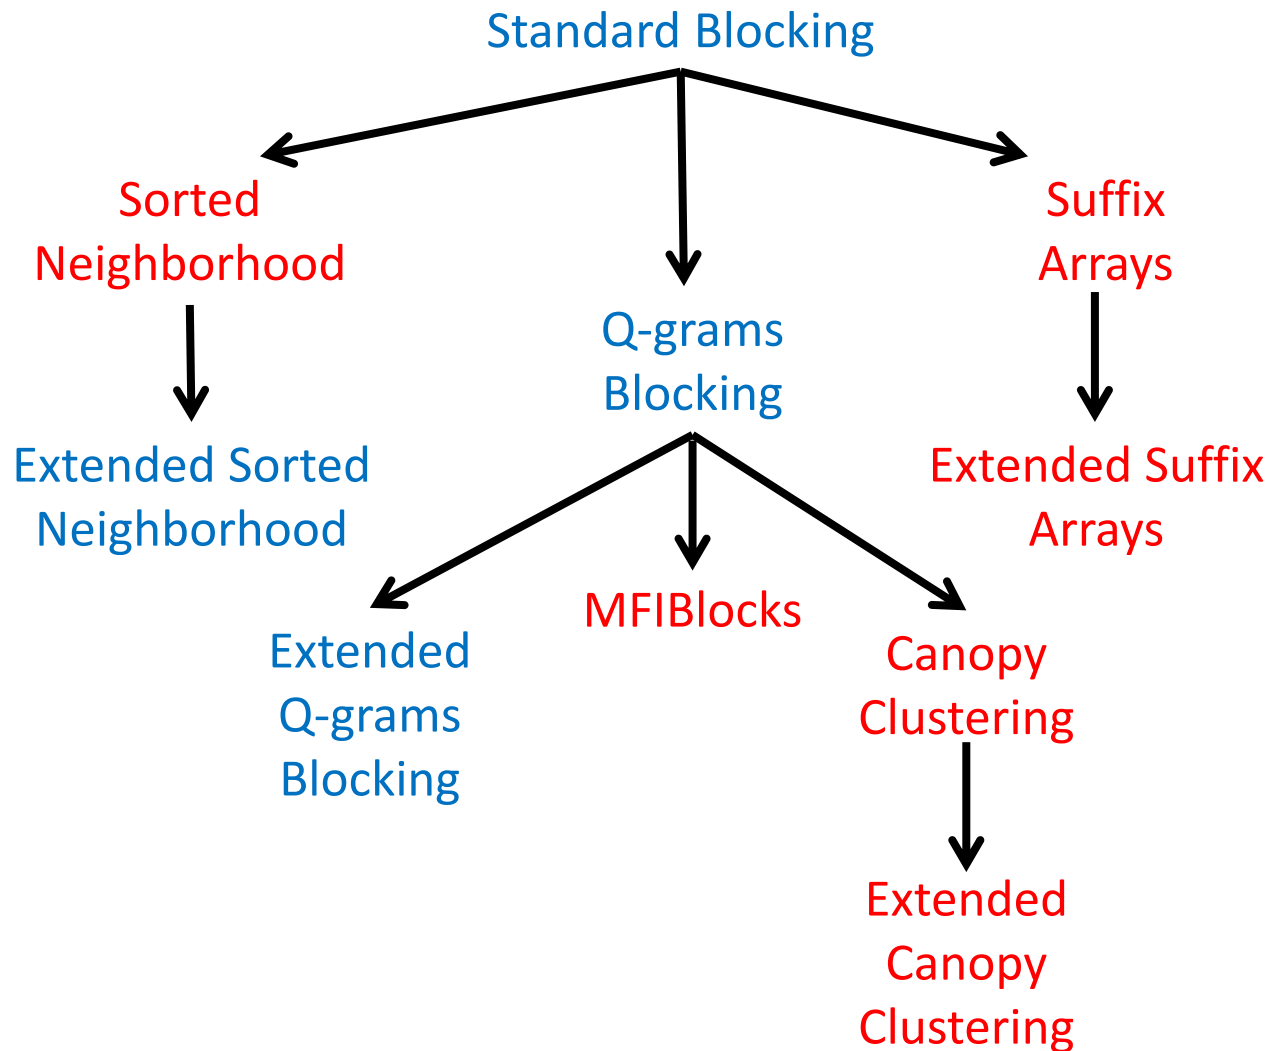 Standard Blocking
Sorted
Neighborhood
Suffix
Arrays
Q-grams
Blocking
Extended Sorted
Neighborhood
Extended Suffix
Arrays
Extended
Q-grams
Blocking
MFIBlocks
Canopy
Clustering
Extended
Canopy
Clustering